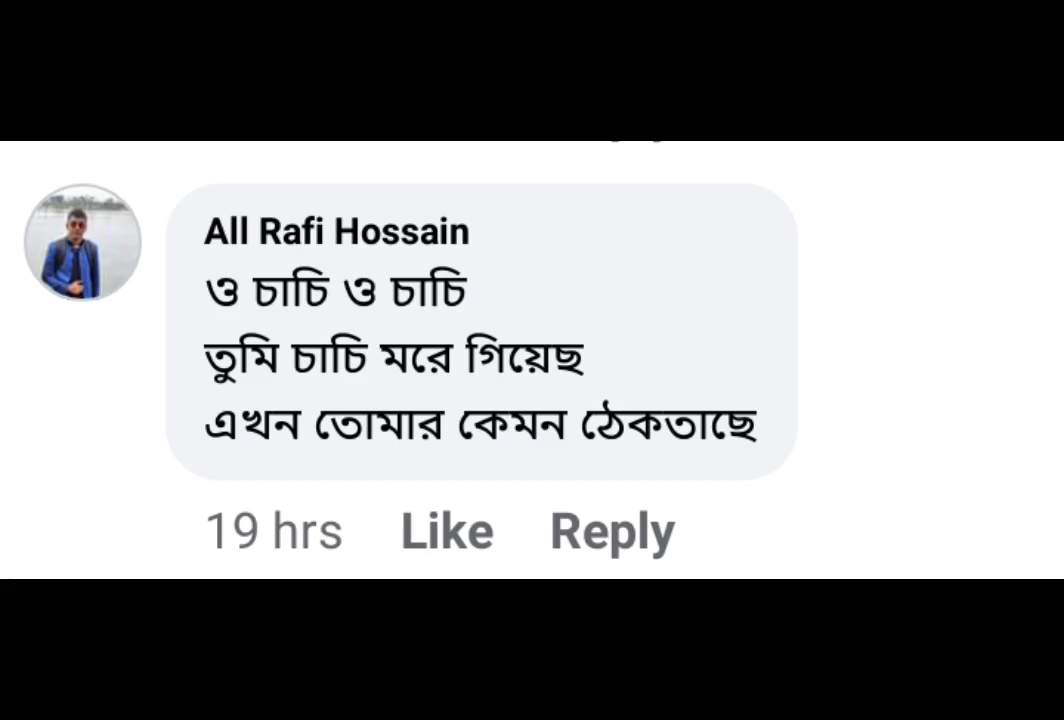 All Rafi Hossain
ও চাচি ও চাচি
তুমি চাচি মরে গিয়েছ
এখন তোমার কেমন ঠেকতাছে
19 hrs Like Reply